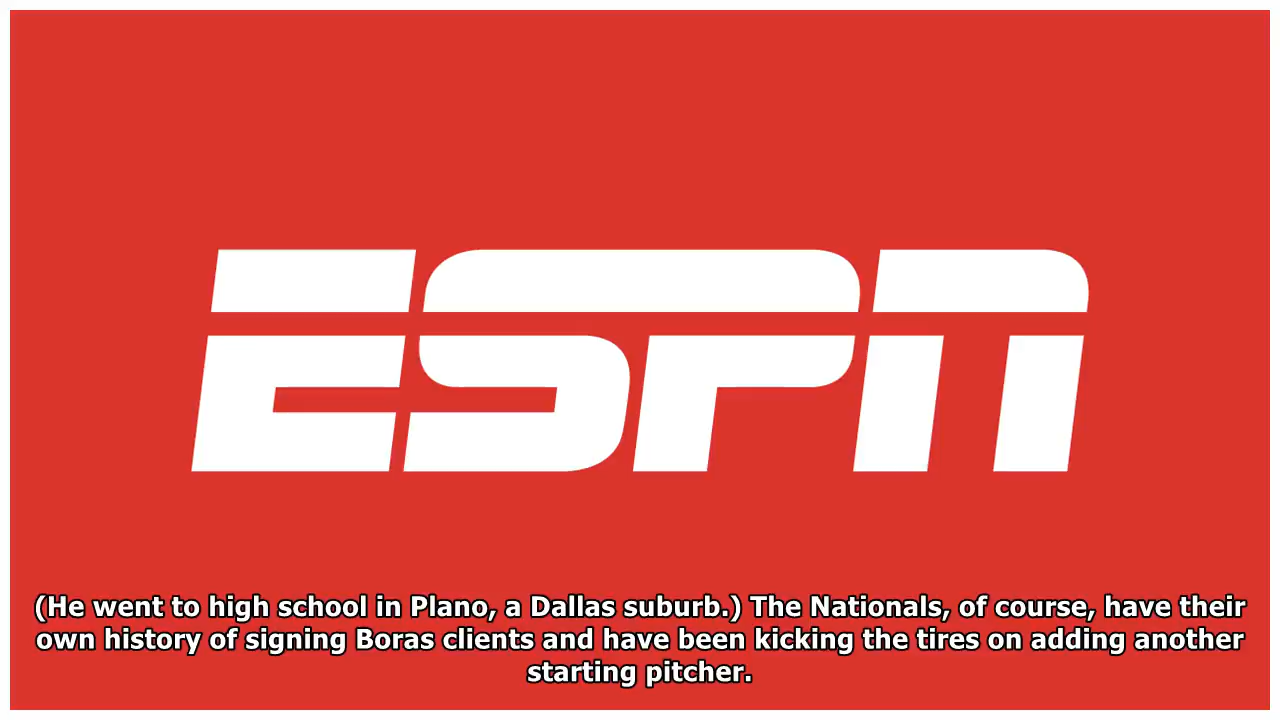 ESPN
(He went to high school in Plano, a Dallas suburb.) The Nationals, of course, have their
own history of signing Boras clients and have been kicking the tires on adding another
starting pitcher.